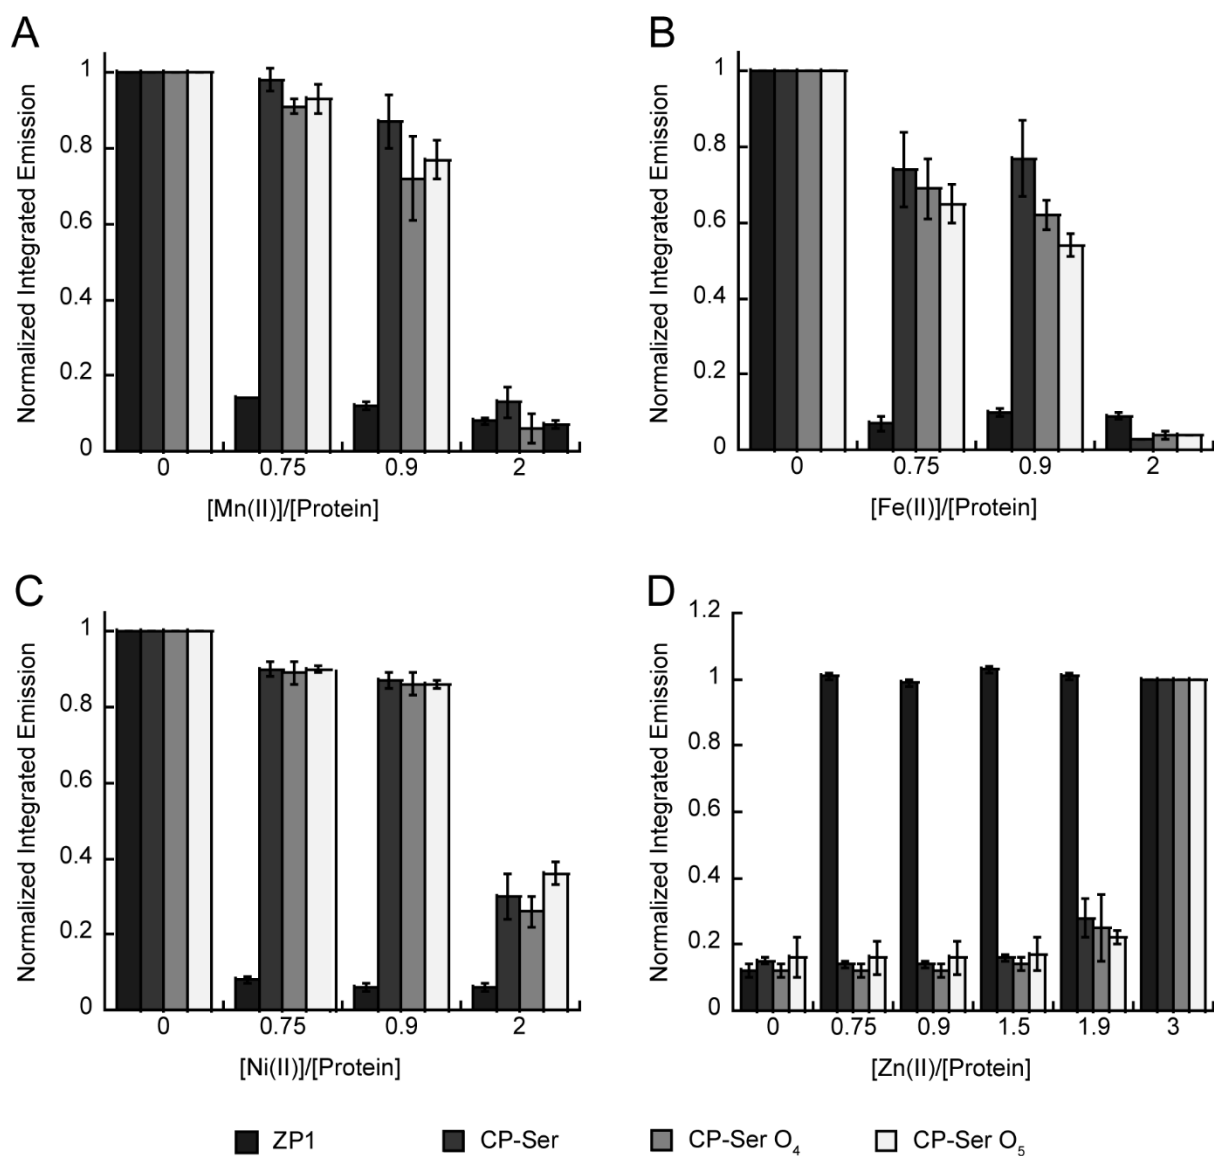 A
Normalized Integrated Emission
1
0.8
0.6
0.4
0.2
0
0 0.75 0.9 2
[Mn(II)]/[Protein]
B
Normalized Integrated Emission
1
0.8
0.6
0.4
0.2
0
0 0.75 0.9 2
[Fe(II)]/[Protein]
C
Normalized Integrated Emission
1
0.8
0.6
0.4
0.2
0
0 0.75 0.9 2
[Ni(II)]/[Protein]
D
Normalized Integrated Emission
1.2
1
0.8
0.6
0.4
0.2
0
0 0.75 0.9 1.5 1.9 3
[Zn(II)/[Protein]
ZP1 CP-Ser CP-Ser O4 CP-Ser O5